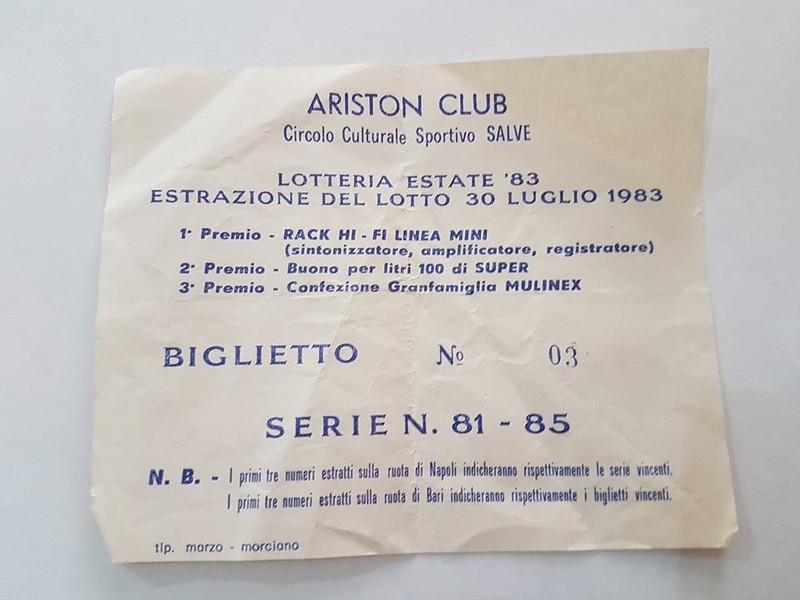 ARISTON CLUB
Circolo Culturale Sportivo SALVE
LOTTERIA ESTATE '83
ESTRAZIONE DEL LOTTO 30 LUGLIO 1983
1° Premio - RACK HI - FI LINEA MINI
(sintonizzatore, amplificatore, registratore)
2° Premio - Buono per litri 100 di SUPER
3° Premio - Confezione Granfamiglia MULINEX
BIGLIETTO No 03
SERIE N. 81 - 85
N. B. - I primi tre numeri estratti sulla ruota di Napoli indicheranno rispettivamente le serie vincenti.
I primi tre numeri estratti sulla ruota di Bari indicheranno rispettivamente i biglietti vincenti.
tip. marzo - morciano